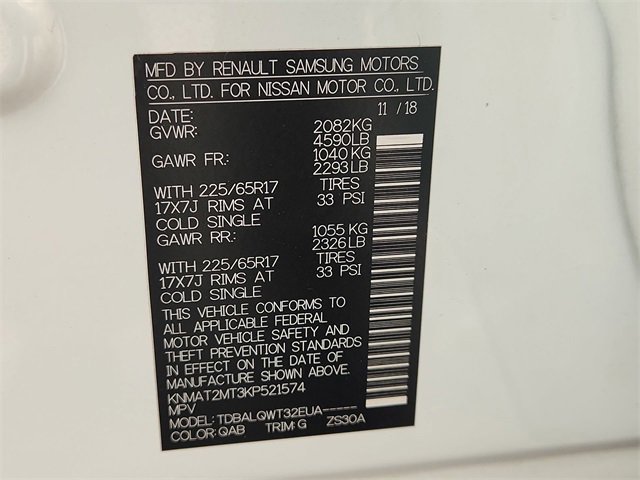 MFD BY RENAULT SAMSUNG MOTORS
CO., LTD. FOR NISSAN MOTOR CO., LTD.
DATE: 11 / 18
GVWR: 2082KG
4590LB
GAWR FR: 1040 KG
2293 LB
WITH 225/65R17 TIRES
17X7J RIMS AT 33 PSI
COLD SINGLE
GAWR RR: 1055 KG
2326 LB
WITH 225/65R17 TIRES
17X7J RIMS AT 33 PSI
COLD SINGLE
THIS VEHICLE CONFORMS TO
ALL APPLICABLE FEDERAL
MOTOR VEHICLE SAFETY AND
THEFT PREVENTION STANDARDS
IN EFFECT ON THE DATE OF
MANUFACTURE SHOWN ABOVE.
KNMAT2MT3KP521574
MPV
MODEL: TDBALQWT32EUA-----
COLOR: QAB TRIM: G ZS30A